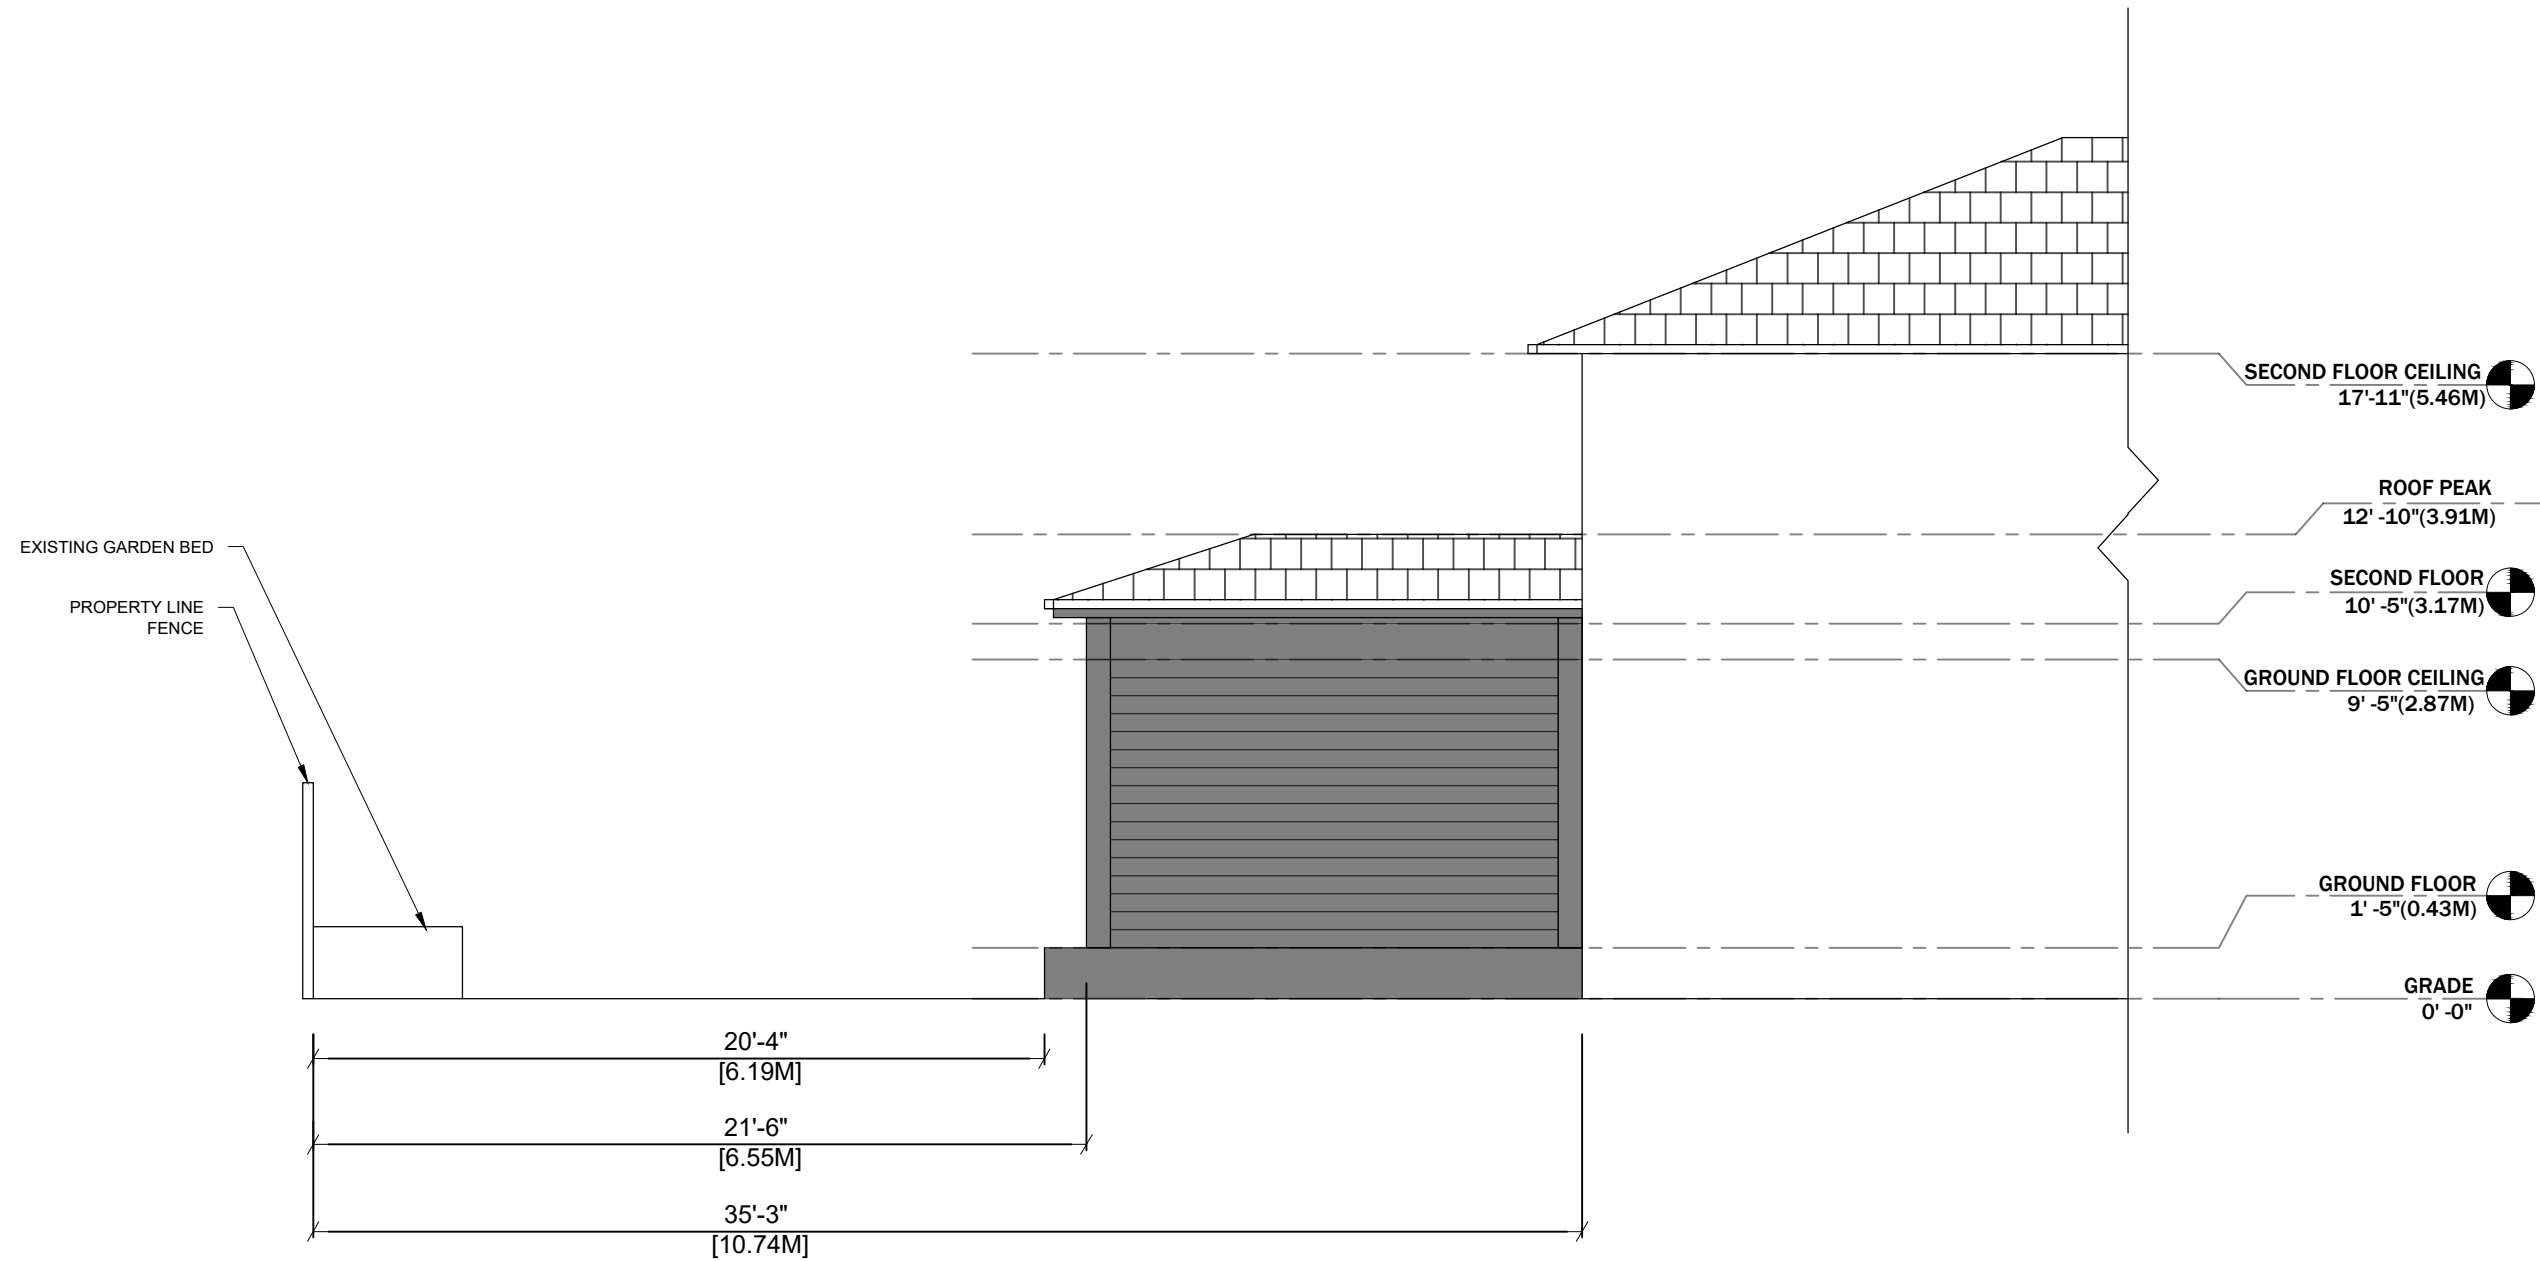 SECOND FLOOR CEILING
17'-11"(5.46M)
ROOF PEAK
12' -10"(3.91M)
EXISTING GARDEN BED
SECOND FLOOR
10' -5"(3.17M)
PROPERTY LINE
FENCE
GROUND FLOOR CEILING
9' -5"(2.87M)
GROUND FLOOR
1' -5"(0.43M)
GRADE
0' -0"
20'-4"
[6.19M]
21'-6"
[6.55M]
35'-3"
[10.74M]